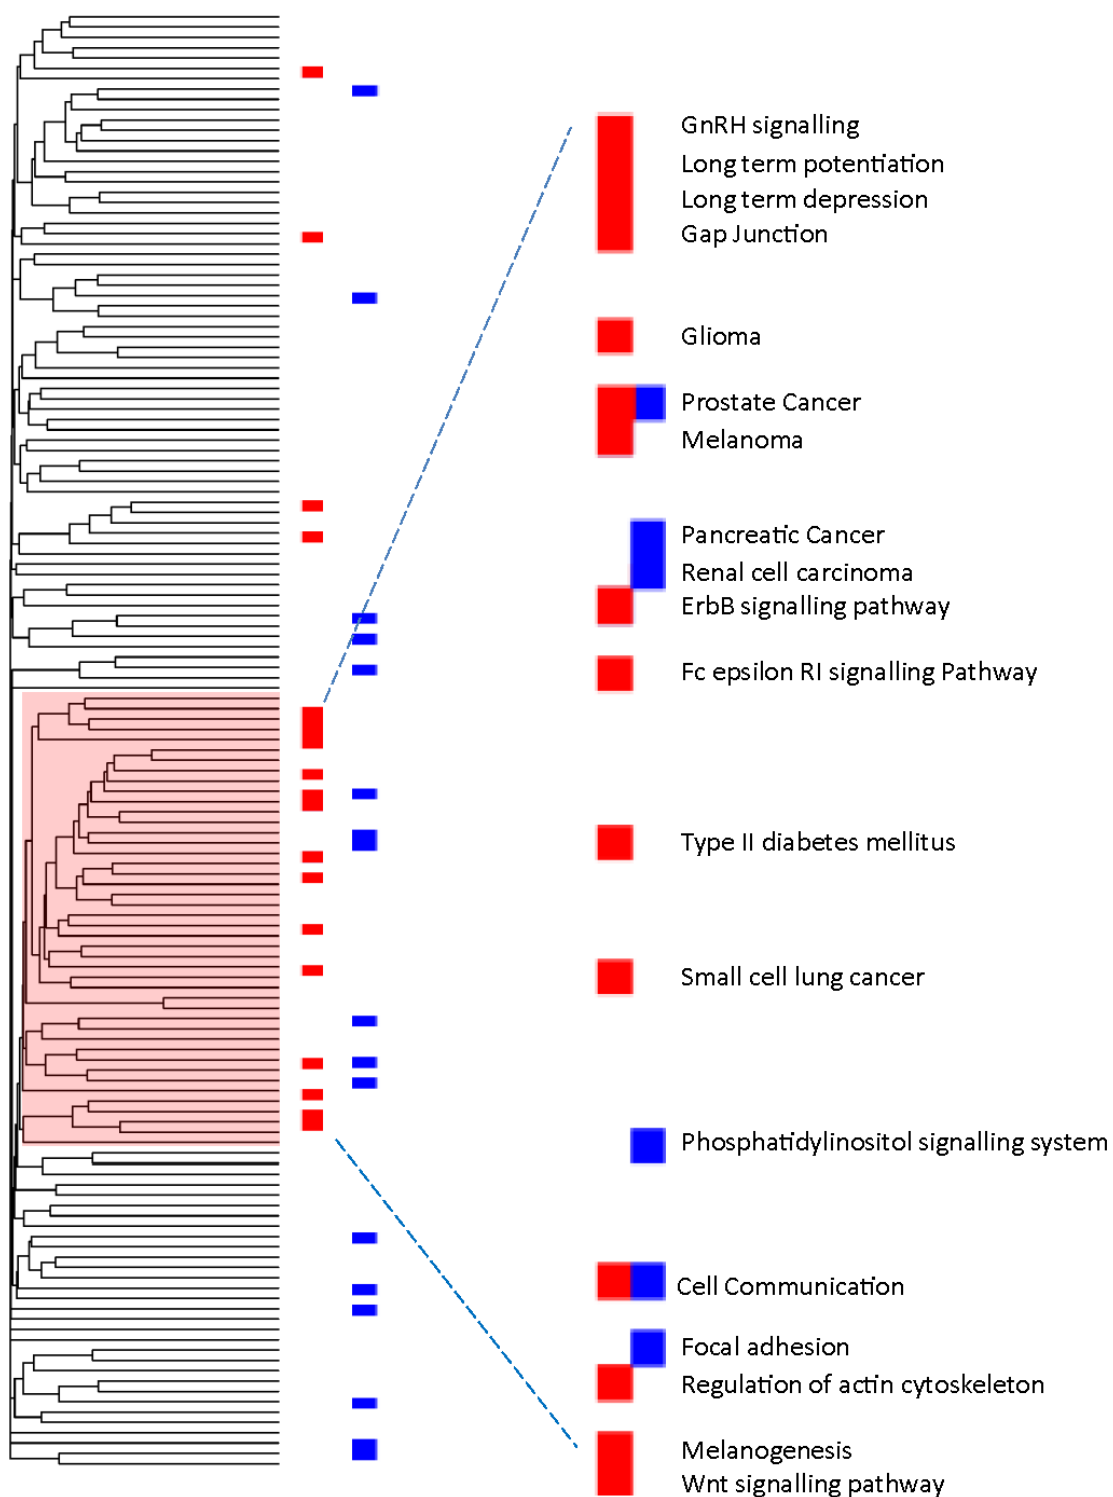 GnRH signalling
Long term potentiation
Long term depression
Gap Junction
Glioma
Prostate Cancer
Melanoma
Pancreatic Cancer
Renal cell carcinoma
ErbB signalling pathway
Fc epsilon RI signalling Pathway
Type II diabetes mellitus
Small cell lung cancer
Phosphatidylinositol signalling system
Cell Communication
Focal adhesion
Regulation of actin cytoskeleton
Melanogenesis
Wnt signalling pathway